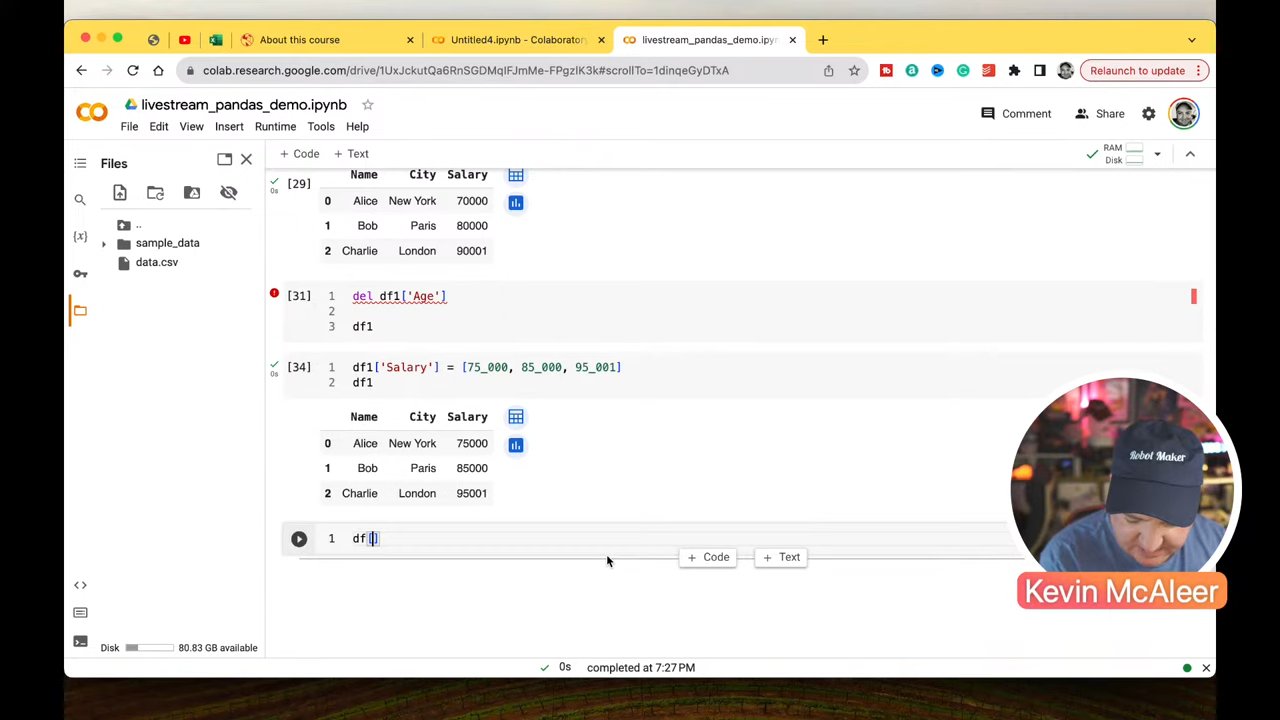 About this course
Untitled4.ipynb - Colaboratory
livestream_pandas_demo.ipyn
colab.research.google.com/drive/1UxJckutQa6RnSGDMqIFJmMe-FPgzlK3k#scrollTo=1dinqeGyDTxA
Relaunch to update
livestream_pandas_demo.ipynb
Comment
Share
File Edit View Insert Runtime Tools Help
Files
+ Code + Text
RAM
Disk
..
sample_data
data.csv
[29]
0s
Name City Salary
0 Alice New York 70000
1 Bob Paris 80000
2 Charlie London 90001
[31] 1 del df1['Age']
2
3 df1
[34] 1 df1['Salary'] = [75_000, 85_000, 95_001]
0s 2 df1
Name City Salary
0 Alice New York 75000
1 Bob Paris 85000
2 Charlie London 95001
1 df[]
+ Code + Text
Robot Maker
Kevin McAleer
Disk 80.83 GB available
0s completed at 7:27 PM